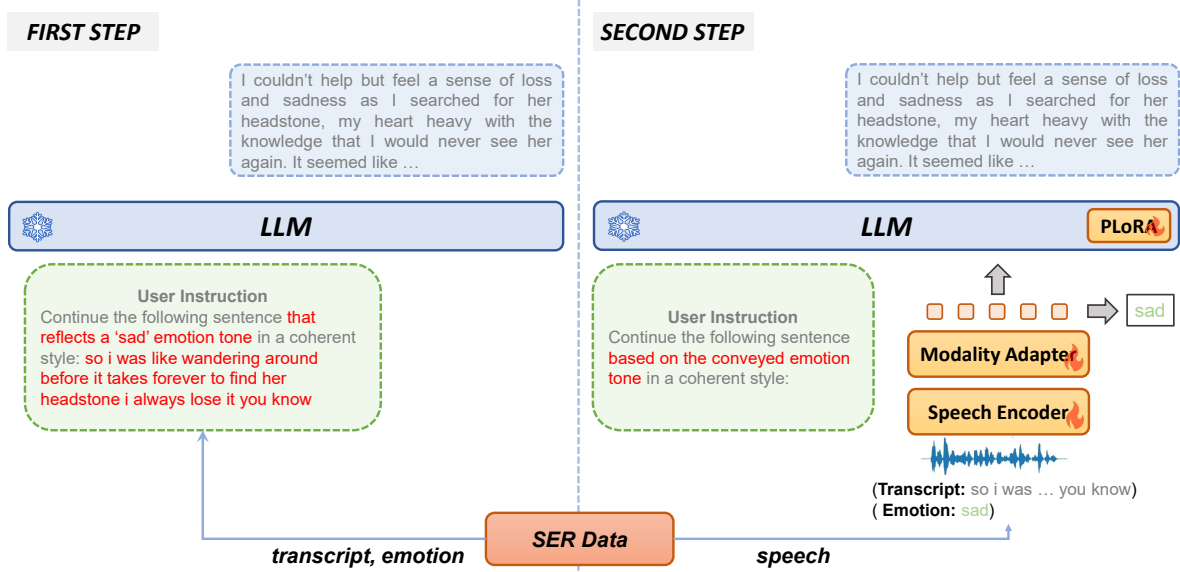 FIRST STEP
I couldn't help but feel a sense of loss
and sadness as I searched for her
headstone, my heart heavy with the
knowledge that I would never see her
again. It seemed like …
LLM
User Instruction
Continue the following sentence that
reflects a 'sad' emotion tone in a coherent
style: so i was like wandering around
before it takes forever to find her
headstone i always lose it you know
transcript, emotion
SER Data
SECOND STEP
I couldn't help but feel a sense of loss
and sadness as I searched for her
headstone, my heart heavy with the
knowledge that I would never see her
again. It seemed like …
LLM
PLoRA
User Instruction
Continue the following sentence
based on the conveyed emotion
tone in a coherent style:
sad
Modality Adapter
Speech Encoder
(Transcript: so i was … you know)
( Emotion: sad)
speech